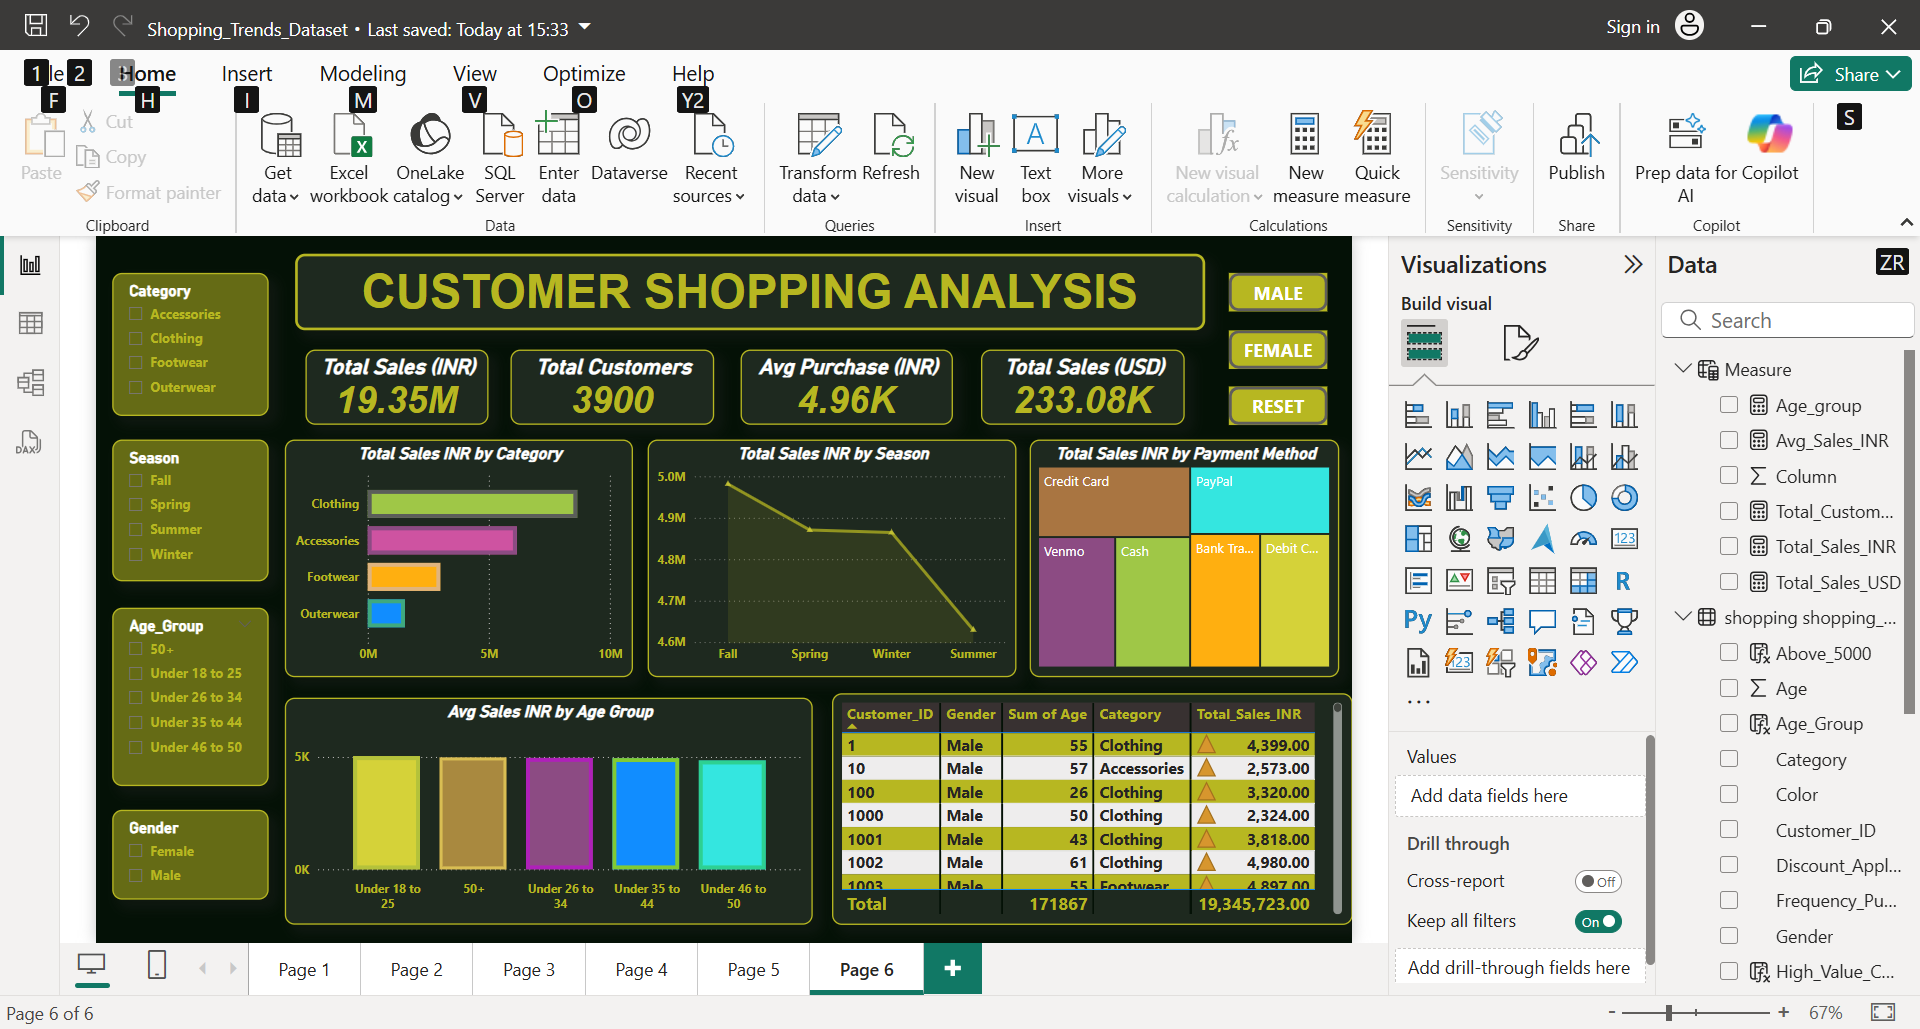 Shopping_Trends_Dataset • Last saved: Today at 15:33
Sign in
1 le 2 3 Home Insert Modeling View Optimize Help
Share
F H I M V O Y2 S
Paste
Cut
Copy
Format painter
Clipboard
Get data
Excel workbook
OneLake catalog
SQL Server
Enter data
Dataverse
Recent sources
Data
Transform data
Refresh
Queries
New visual
Text box
More visuals
Insert
New visual calculation
New measure
Quick measure
Calculations
Sensitivity
Sensitivity
Publish
Share
Prep data for AI
Copilot
Copilot
Category
Accessories
Clothing
Footwear
Outerwear
Season
Fall
Spring
Summer
Winter
Age_Group
50+
Under 18 to 25
Under 26 to 34
Under 35 to 44
Under 46 to 50
Gender
Female
Male
CUSTOMER SHOPPING ANALYSIS
MALE
FEMALE
RESET
Total Sales (INR)
19.35M
Total Customers
3900
Avg Purchase (INR)
4.96K
Total Sales (USD)
233.08K
Total Sales INR by Category
Clothing
Accessories
Footwear
Outerwear
0M 5M 10M
Total Sales INR by Season
5.0M
4.9M
4.8M
4.7M
4.6M
Fall Spring Winter Summer
Total Sales INR by Payment Method
Credit Card
PayPal
Venmo
Cash
Bank Tra...
Debit C...
Avg Sales INR by Age Group
5K
0K
Under 18 to 25
50+
Under 26 to 34
Under 35 to 44
Under 46 to 50
Customer_ID Gender Sum of Age Category Total_Sales_INR
1 Male 55 Clothing 4,399.00
10 Male 57 Accessories 2,573.00
100 Male 26 Clothing 3,320.00
1000 Male 50 Clothing 2,324.00
1001 Male 43 Clothing 3,818.00
1002 Male 61 Clothing 4,980.00
1003 Male 55 Footwear 4,897.00
Total 171867 19,345,723.00
Visualizations
Build visual
123
R
Py
123
...
Values
Add data fields here
Drill through
Cross-report
Off
Keep all filters
On
Add drill-through fields here
Data
ZR
Search
Measure
Age_group
Avg_Sales_INR
Column
Total_Custom...
Total_Sales_INR
Total_Sales_USD
shopping shopping_...
Above_5000
Age
Age_Group
Category
Color
Customer_ID
Discount_Appl...
Frequency_Pu...
Gender
High_Value_C...
DAX
Page 1
Page 2
Page 3
Page 4
Page 5
Page 6
+
Page 6 of 6
- + 67%